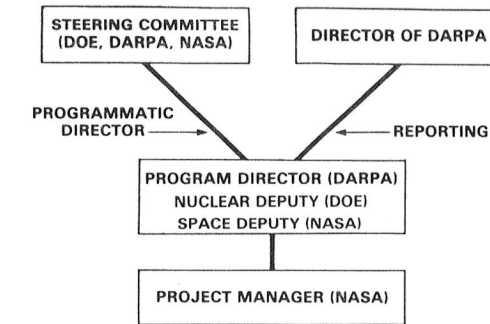 STEERING COMMITTEE
(DOE, DARPA, NASA)
DIRECTOR OF DARPA
PROGRAMMATIC
DIRECTOR
REPORTING
PROGRAM DIRECTOR (DARPA)
NUCLEAR DEPUTY (DOE)
SPACE DEPUTY (NASA)
PROJECT MANAGER (NASA)